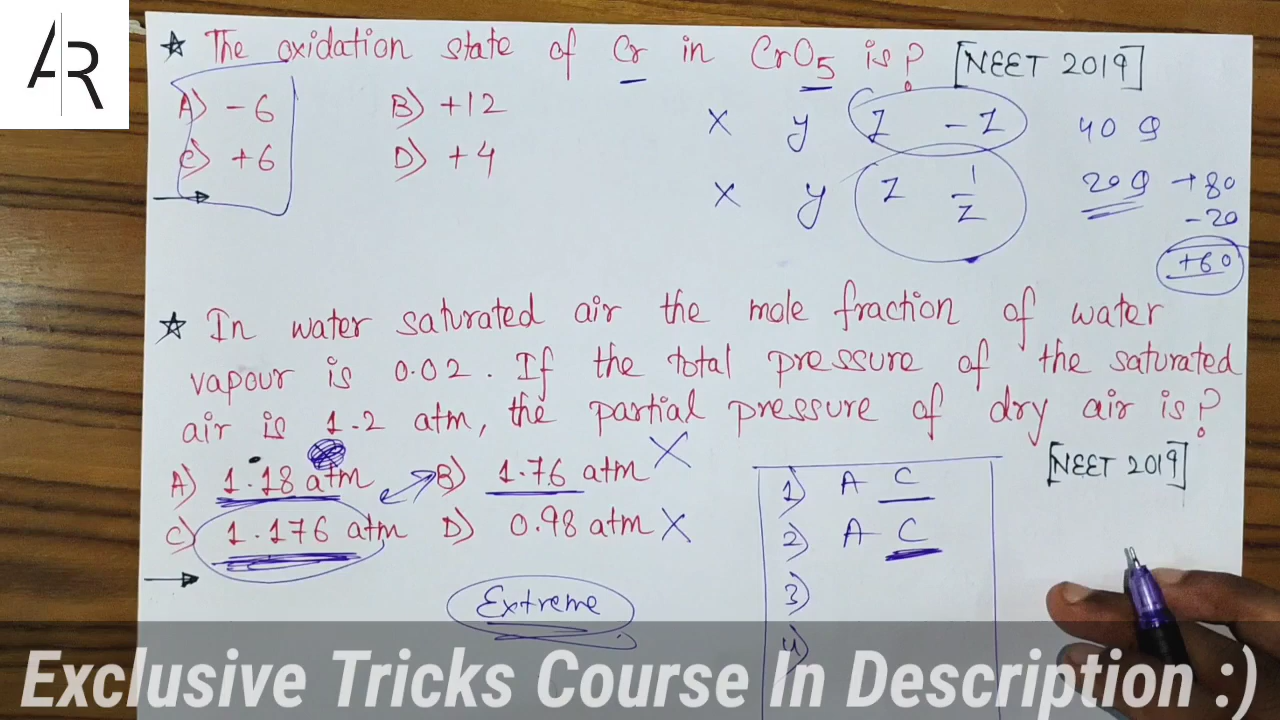 AR
★ The oxidation state of Cr in CrO5 is? [NEET 2019]
A) -6 B) +12
C) +6 D) +4
x y z -z 40 Q
x y z 1/z 20 Q → 80
-20
+60
★ In water saturated air the mole fraction of water
vapour is 0.02. If the total pressure of the saturated
air is 1.2 atm, the partial pressure of dry air is?
[NEET 2019]
A) 1.18 atm B) 1.76 atm X
C) 1.176 atm D) 0.98 atm X
1) A C
2) A C
3)
4)
Extreme
Exclusive Tricks Course In Description :)